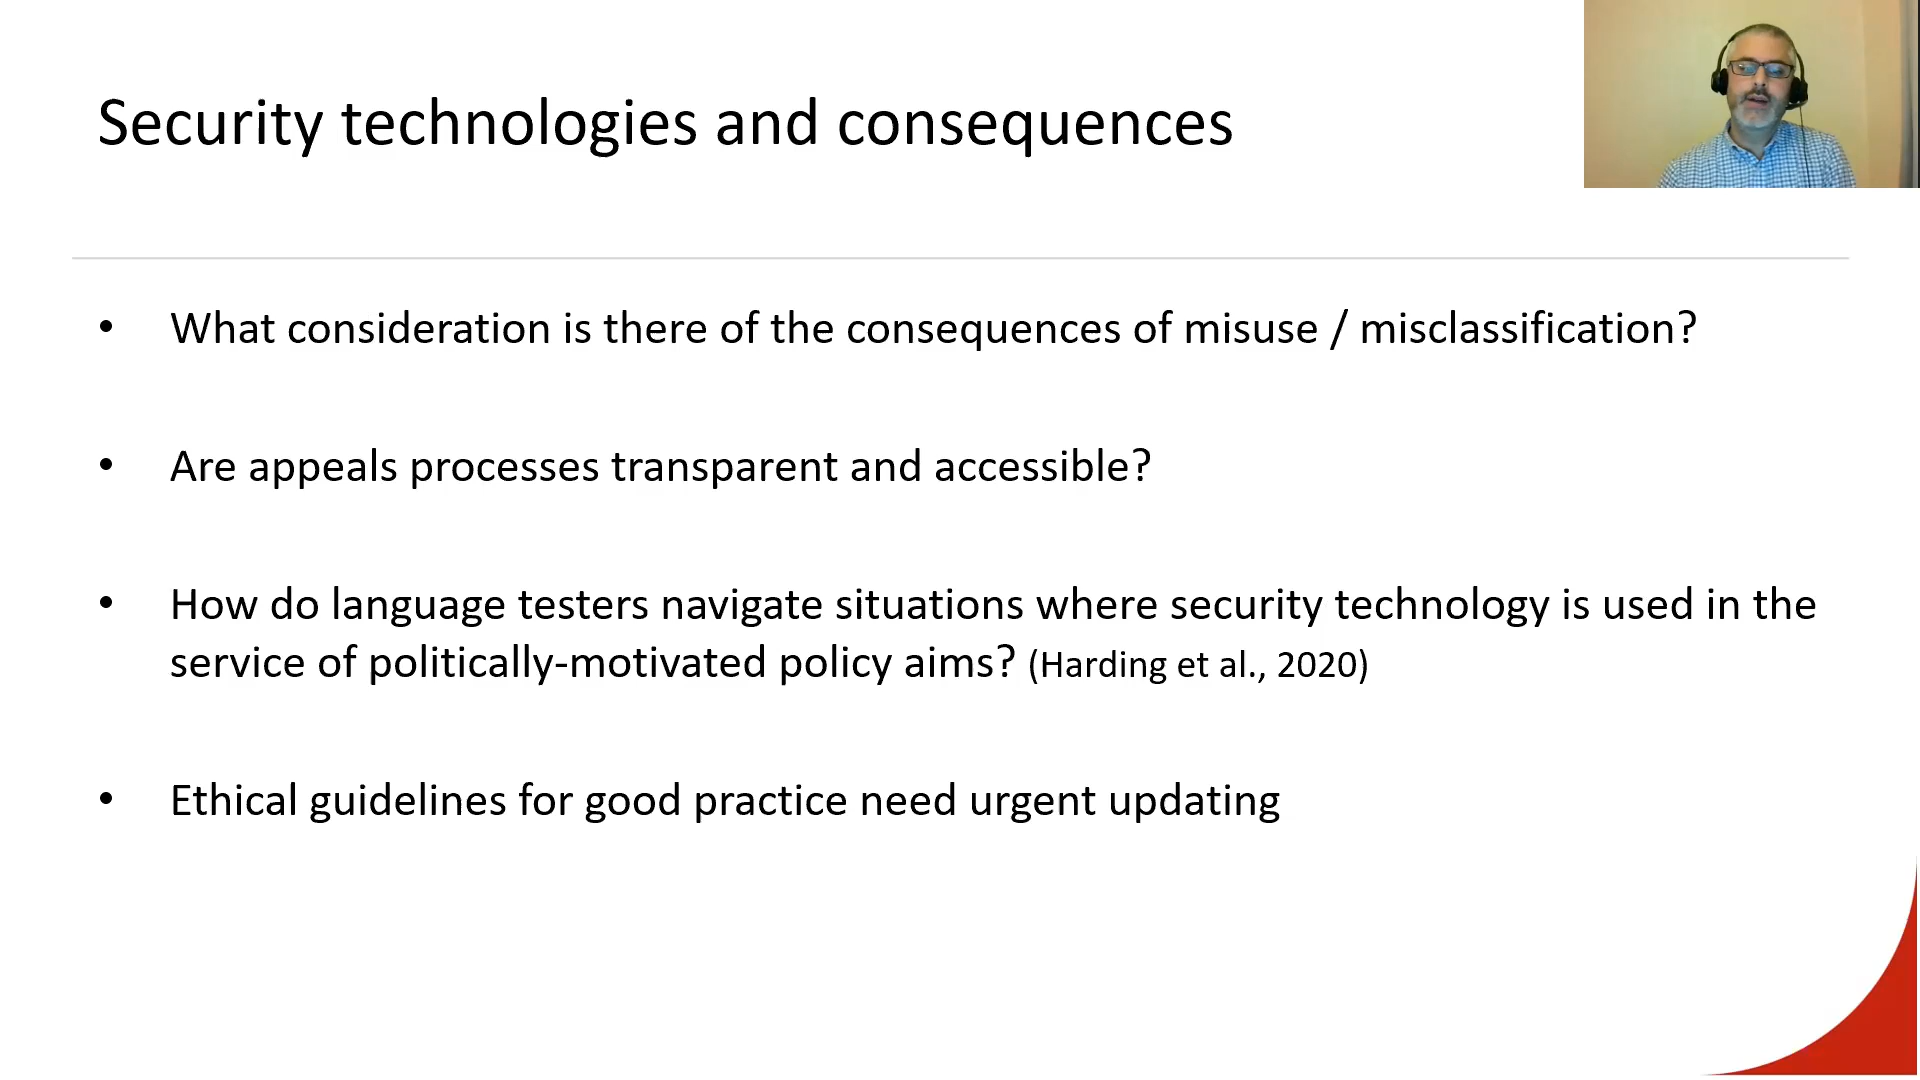 Security technologies and consequences
• What consideration is there of the consequences of misuse / misclassification?
• Are appeals processes transparent and accessible?
• How do language testers navigate situations where security technology is used in the
service of politically-motivated policy aims? (Harding et al., 2020)
• Ethical guidelines for good practice need urgent updating